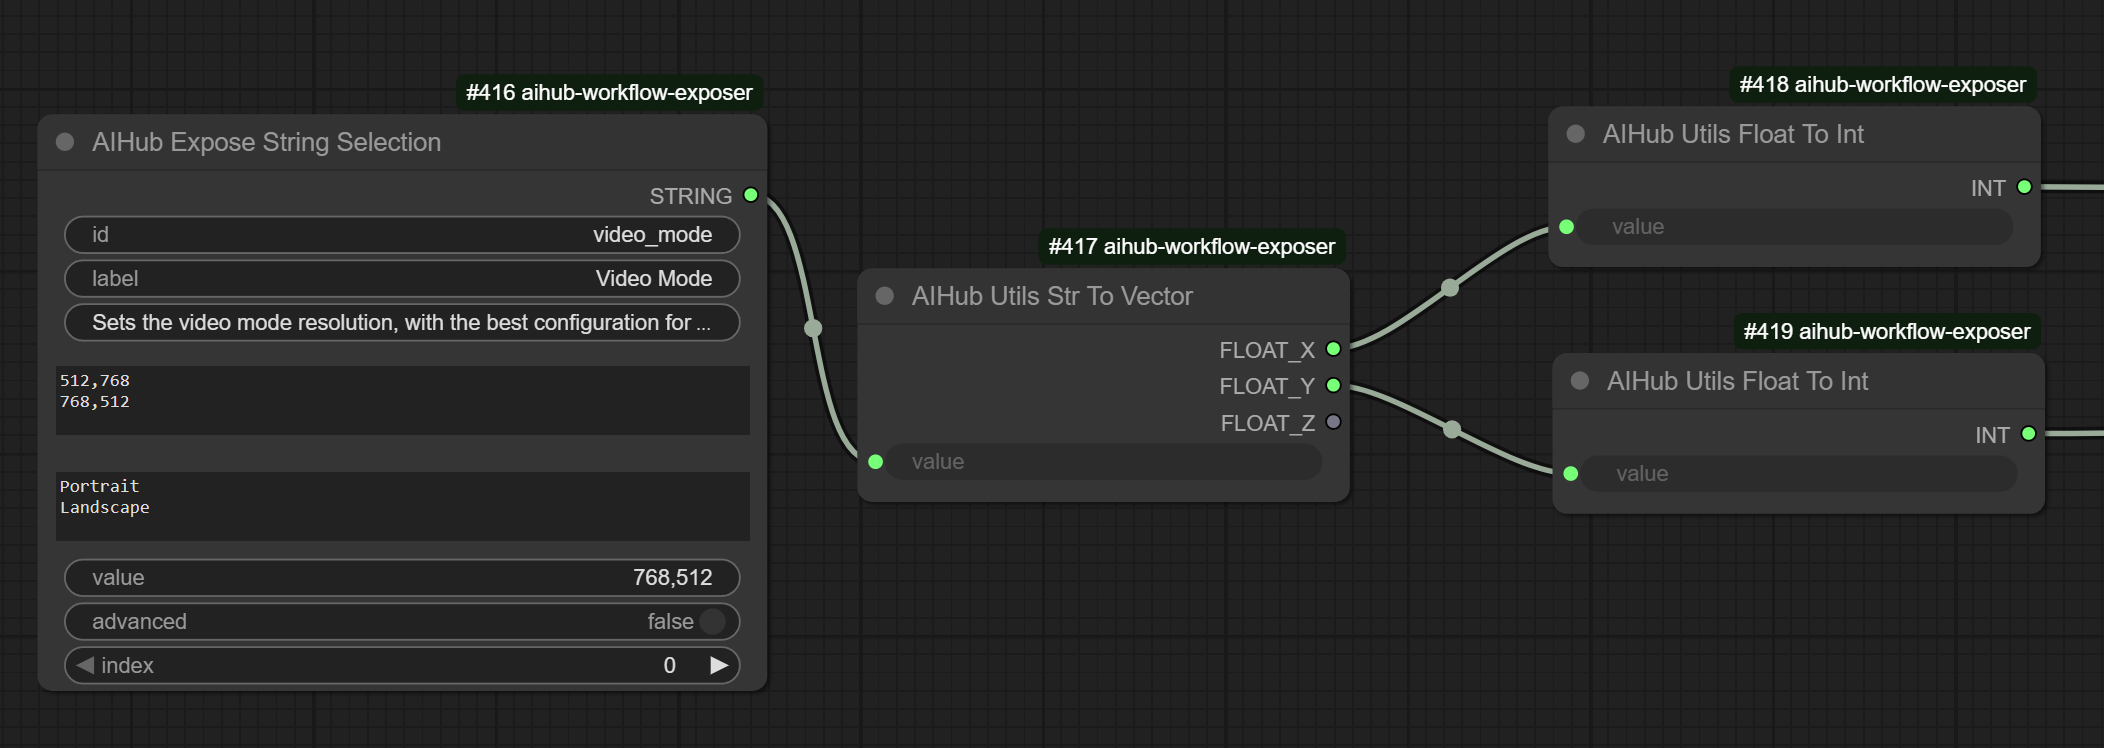 #416 aihub-workflow-exposer
AIHub Expose String Selection
STRING
id video_mode
label Video Mode
Sets the video mode resolution, with the best configuration for ...
512,768
768,512
Portrait
Landscape
value 768,512
advanced false
index 0
#417 aihub-workflow-exposer
AIHub Utils Str To Vector
FLOAT_X
FLOAT_Y
FLOAT_Z
value
#418 aihub-workflow-exposer
AIHub Utils Float To Int
INT
value
#419 aihub-workflow-exposer
AIHub Utils Float To Int
INT
value